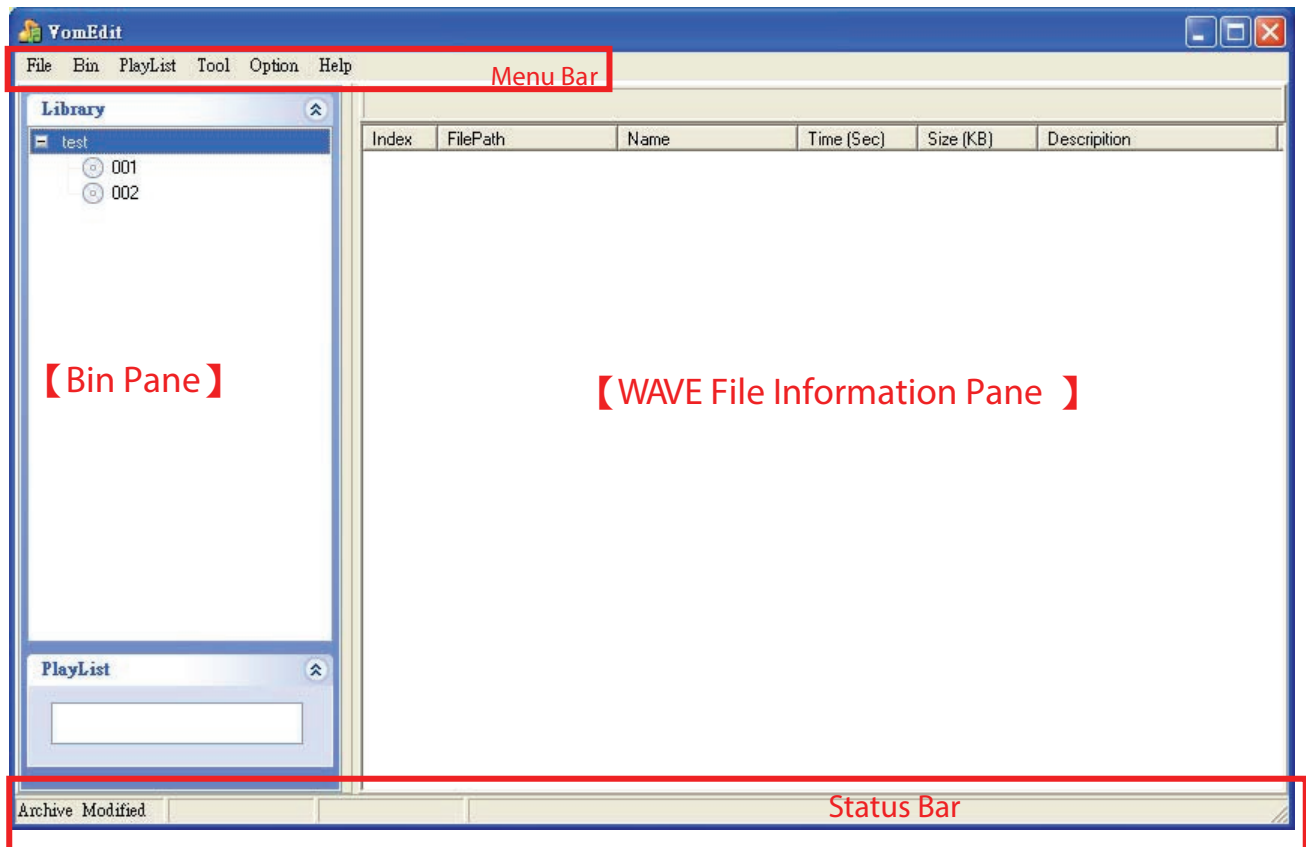 VomEdit
File Bin PlayList Tool Option Help
Menu Bar
Library
Index FilePath Name Time (Sec) Size (KB) Descripition
test
001
002
【Bin Pane】
【WAVE File Information Pane 】
PlayList
Archive Modified
Status Bar